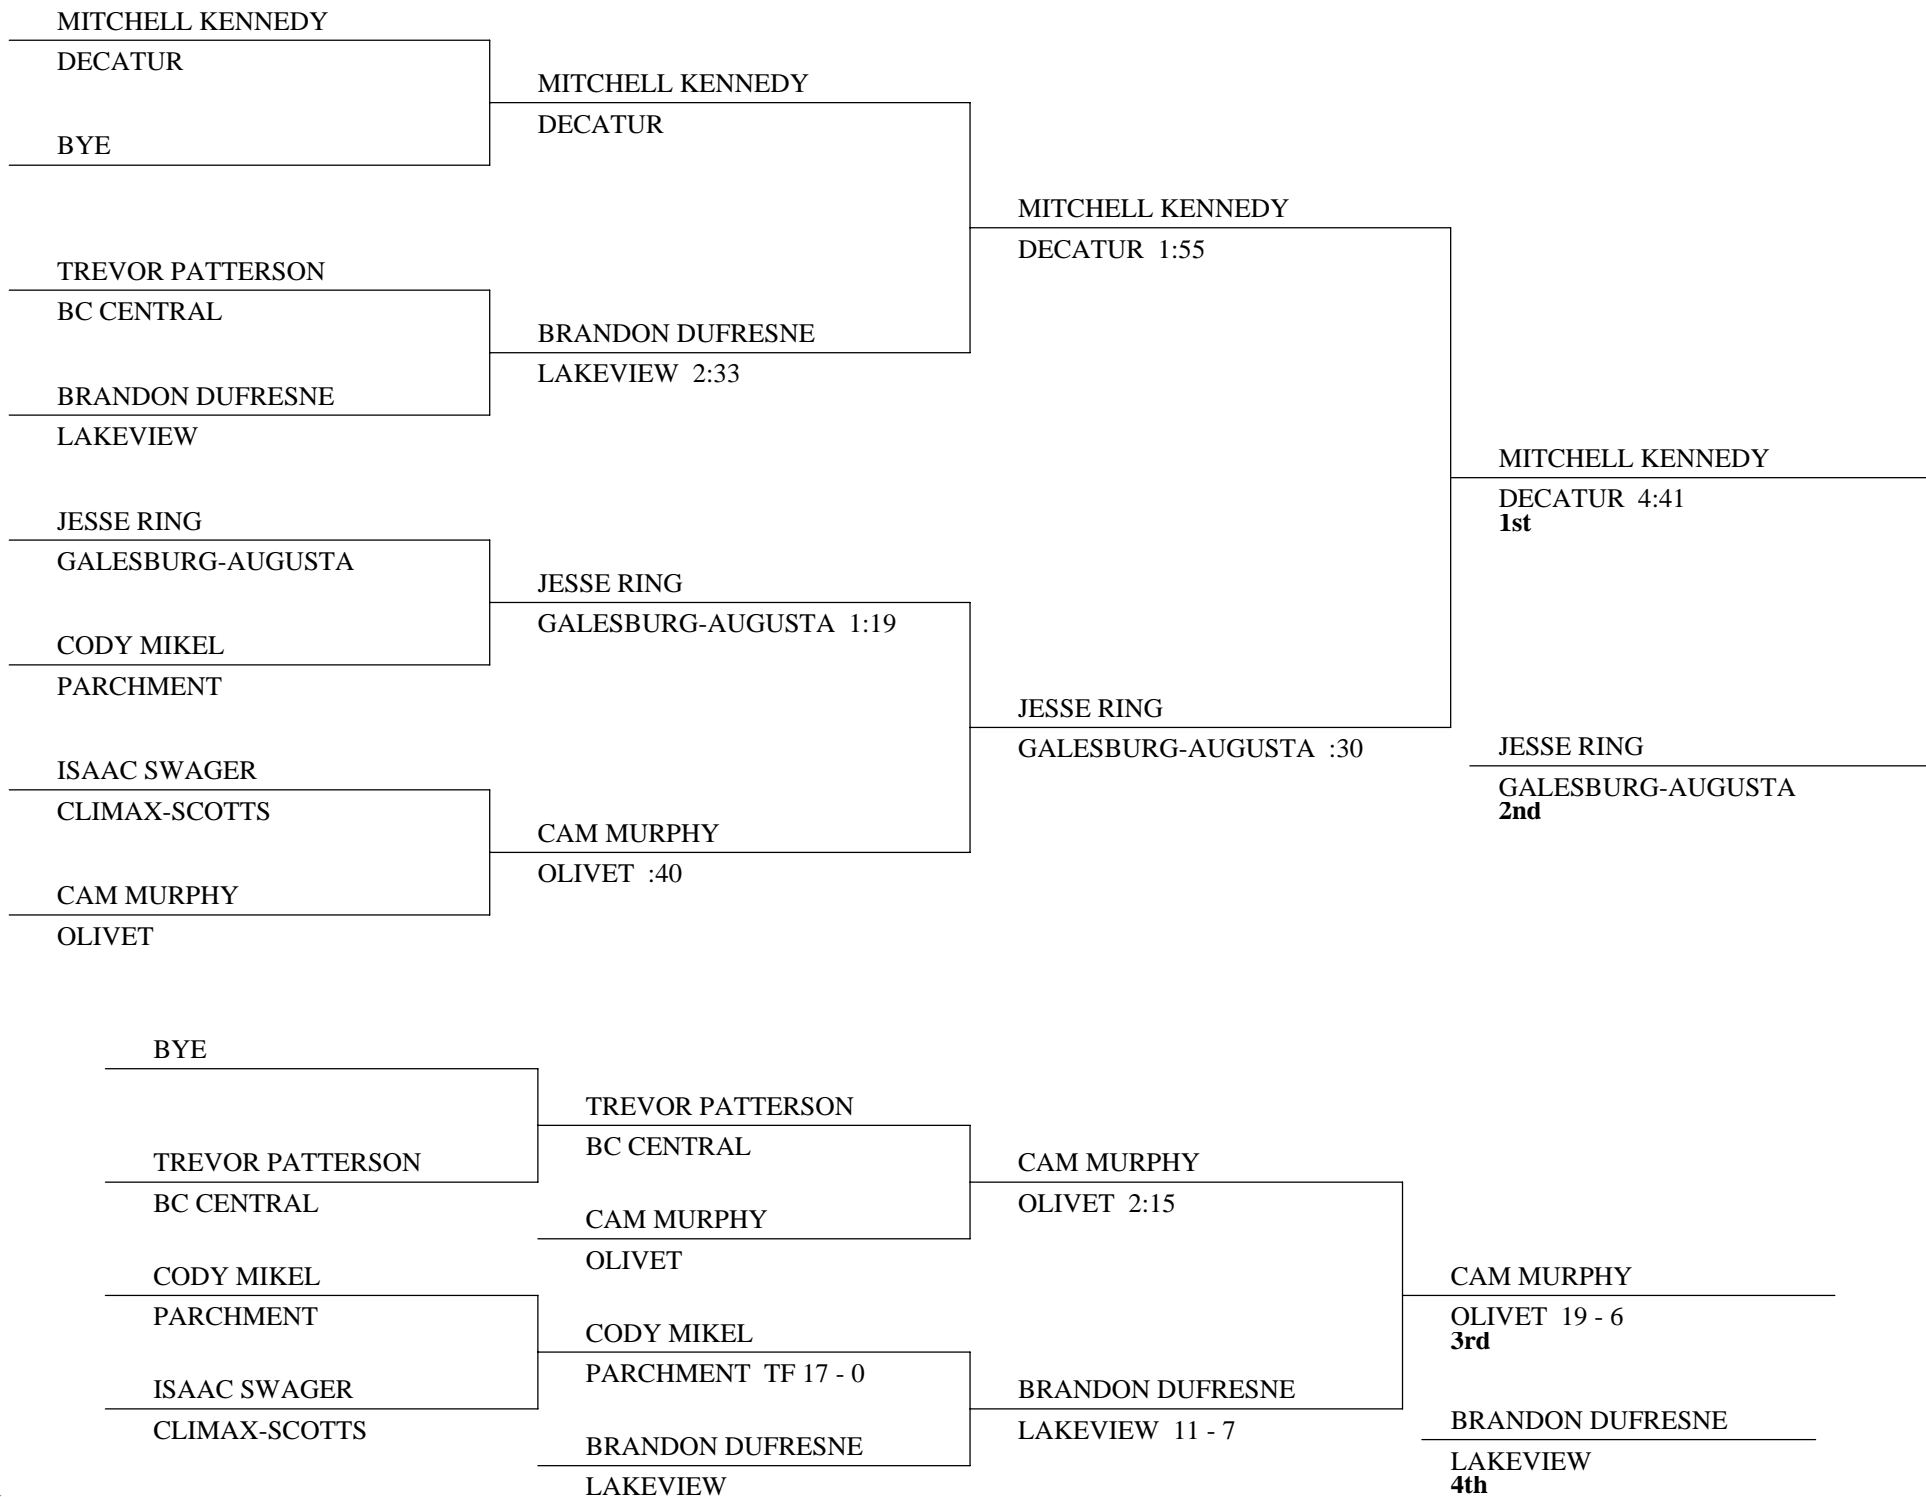 MITCHELL KENNEDY
DECATUR
BYE
TREVOR PATTERSON
BC CENTRAL
BRANDON DUFRESNE
LAKEVIEW
JESSE RING
GALESBURG-AUGUSTA
CODY MIKEL
PARCHMENT
ISAAC SWAGER
CLIMAX-SCOTTS
CAM MURPHY
OLIVET
MITCHELL KENNEDY
DECATUR
BRANDON DUFRESNE
LAKEVIEW 2:33
JESSE RING
GALESBURG-AUGUSTA 1:19
CAM MURPHY
OLIVET :40
MITCHELL KENNEDY
DECATUR 1:55
JESSE RING
GALESBURG-AUGUSTA :30
MITCHELL KENNEDY
DECATUR 4:41
1st
JESSE RING
GALESBURG-AUGUSTA
2nd
BYE
TREVOR PATTERSON
BC CENTRAL
CODY MIKEL
PARCHMENT
ISAAC SWAGER
CLIMAX-SCOTTS
TREVOR PATTERSON
BC CENTRAL
CAM MURPHY
OLIVET
CODY MIKEL
PARCHMENT TF 17 - 0
BRANDON DUFRESNE
LAKEVIEW
CAM MURPHY
OLIVET 2:15
BRANDON DUFRESNE
LAKEVIEW 11 - 7
CAM MURPHY
OLIVET 19 - 6
3rd
BRANDON DUFRESNE
LAKEVIEW
4th